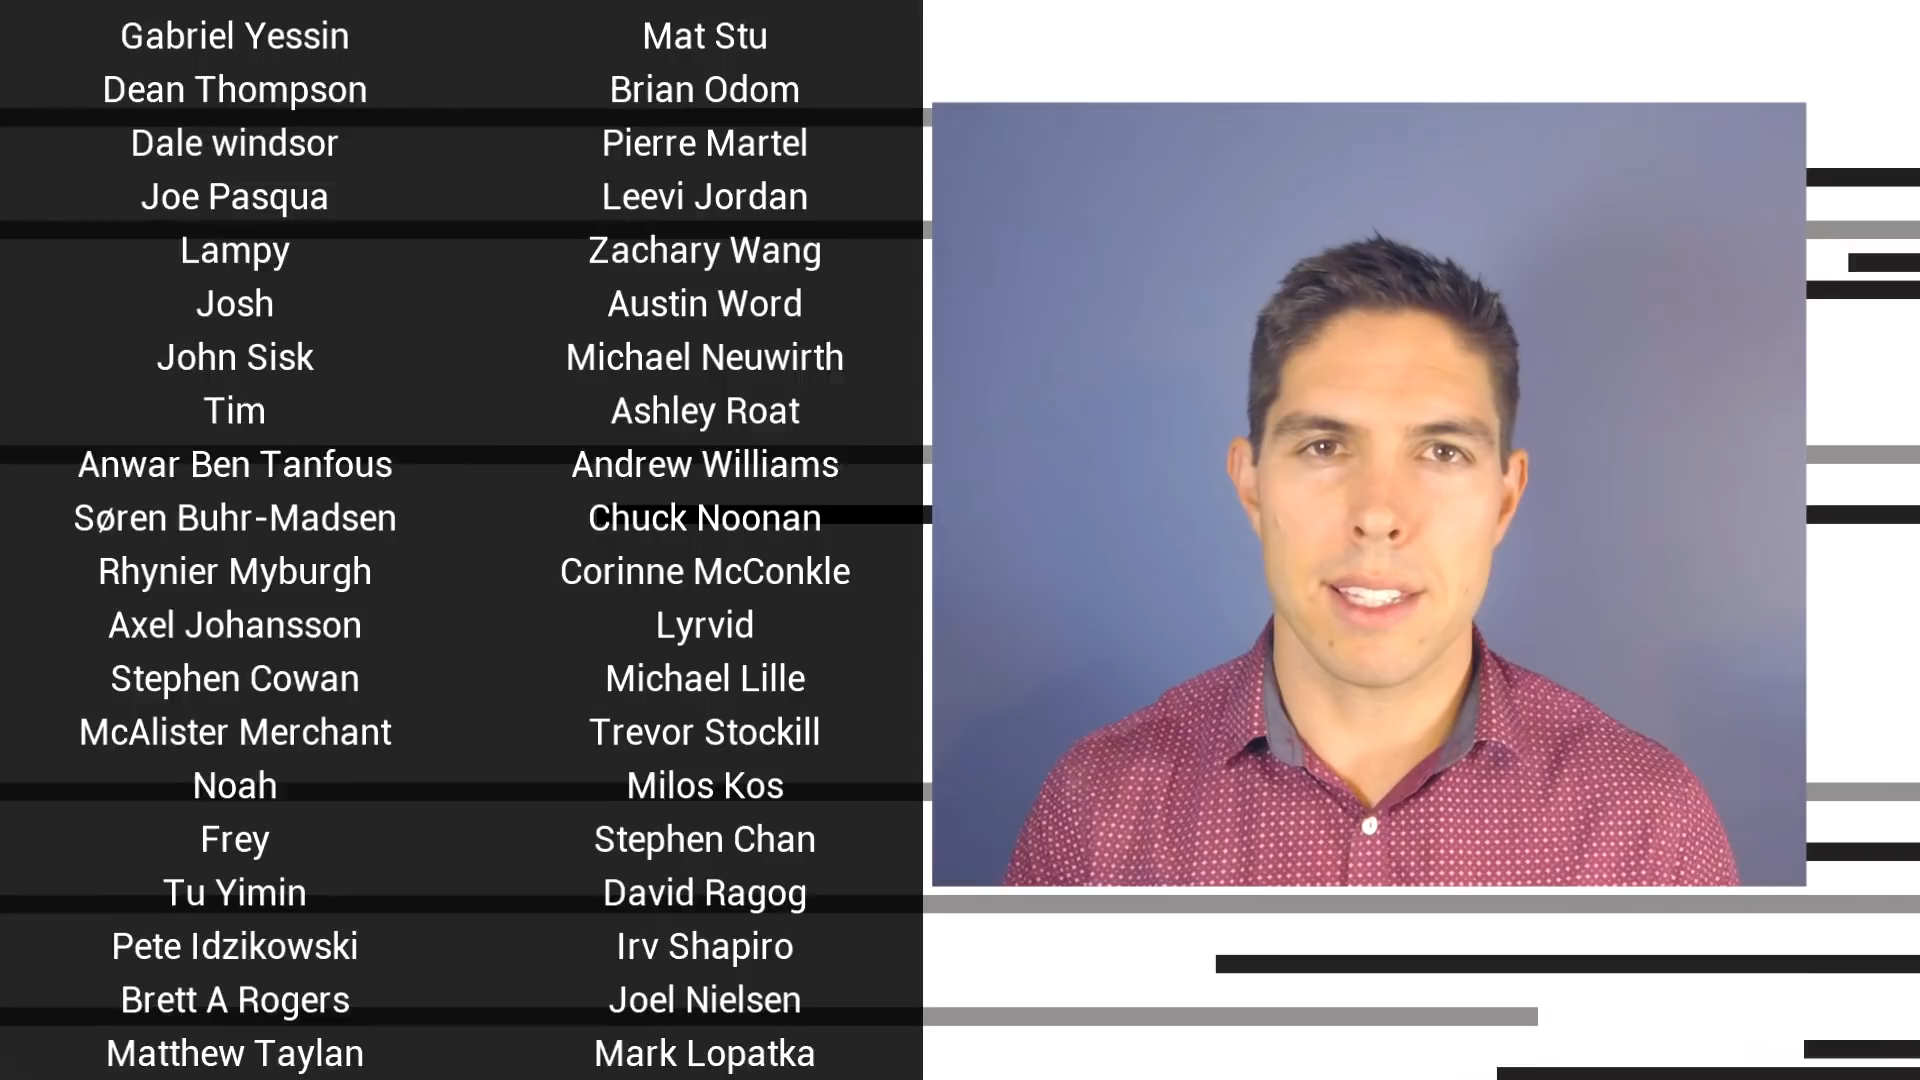 Gabriel Yessin
Dean Thompson
Dale windsor
Joe Pasqua
Lampy
Josh
John Sisk
Tim
Anwar Ben Tanfous
Søren Buhr-Madsen
Rhynier Myburgh
Axel Johansson
Stephen Cowan
McAlister Merchant
Noah
Frey
Tu Yimin
Pete Idzikowski
Brett A Rogers
Matthew Taylan
Mat Stu
Brian Odom
Pierre Martel
Leevi Jordan
Zachary Wang
Austin Word
Michael Neuwirth
Ashley Roat
Andrew Williams
Chuck Noonan
Corinne McConkle
Lyrvid
Michael Lille
Trevor Stockill
Milos Kos
Stephen Chan
David Ragog
Irv Shapiro
Joel Nielsen
Mark Lopatka